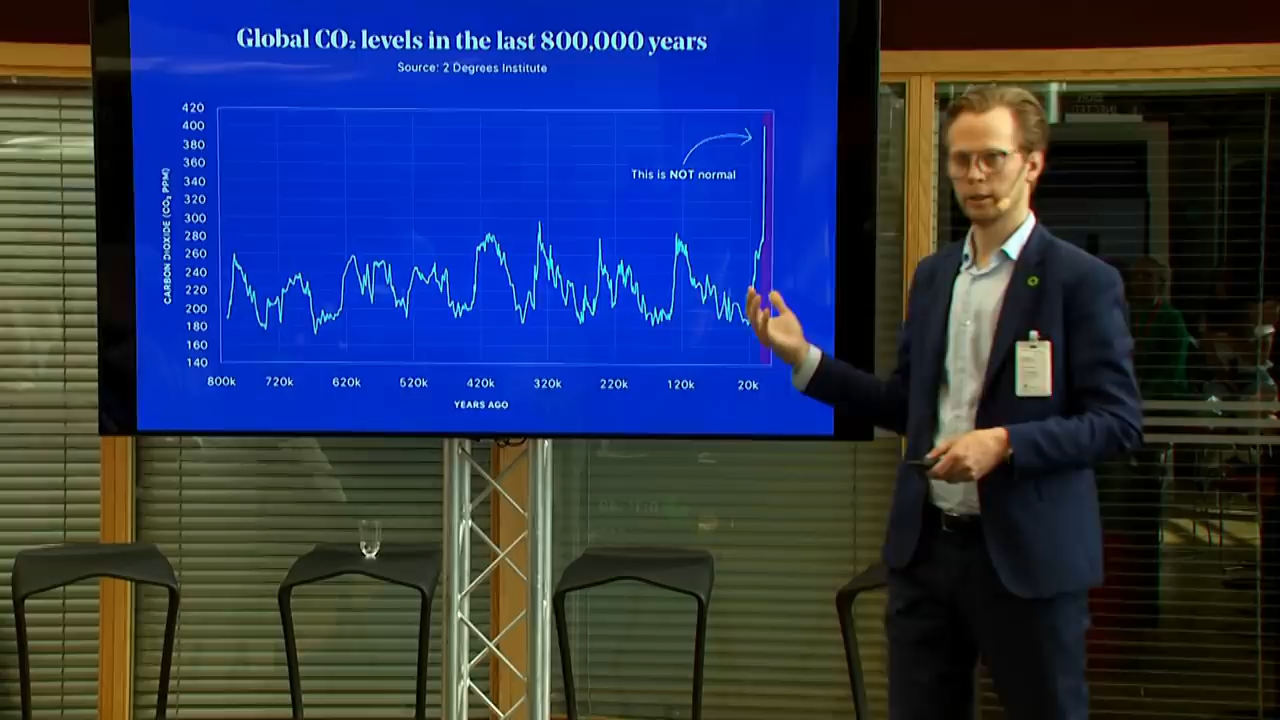 Global CO₂ levels in the last 800,000 years
Source: 2 Degrees Institute
420
400
380
360
340
320
300
280
260
240
220
200
180
160
140
CARBON DIOXIDE (CO₂ PPM)
This is NOT normal
800k 720k 620k 520k 420k 320k 220k 120k 20k
YEARS AGO